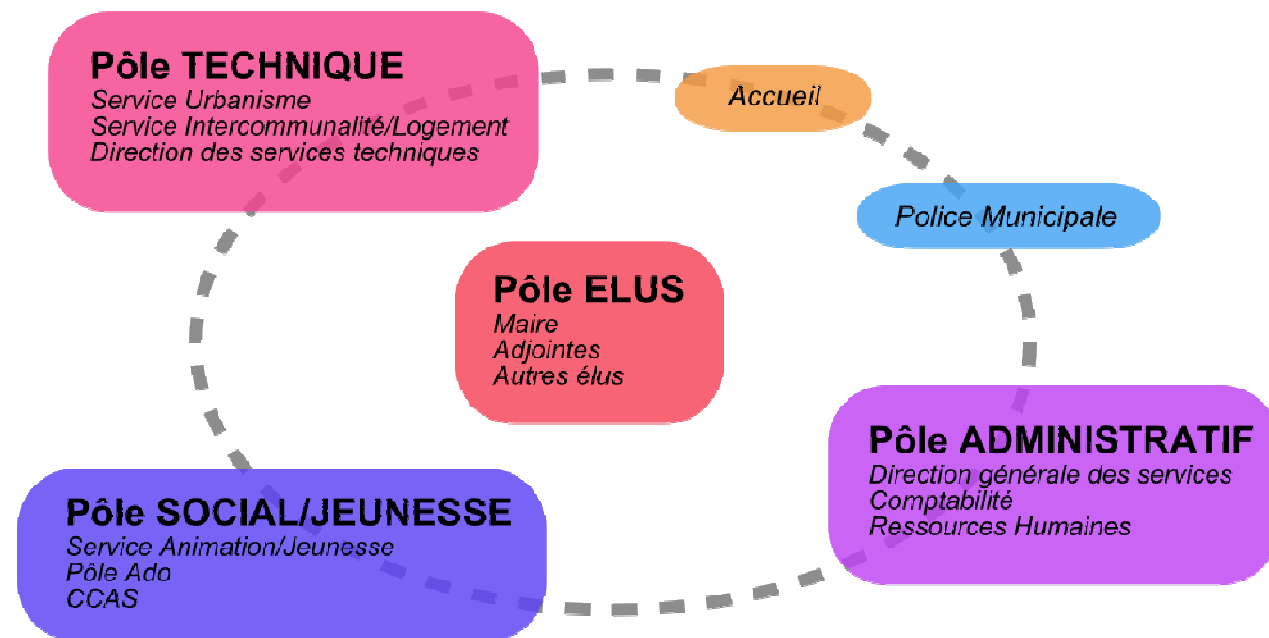 Pôle TECHNIQUE
Service Urbanisme
Service Intercommunalité/Logement
Direction des services techniques
Accueil
Police Municipale
Pôle ELUS
Maire
Adjointes
Autres élus
Pôle ADMINISTRATIF
Direction générale des services
Comptabilité
Ressources Humaines
Pôle SOCIAL/JEUNESSE
Service Animation/Jeunesse
Pôle Ado
CCAS